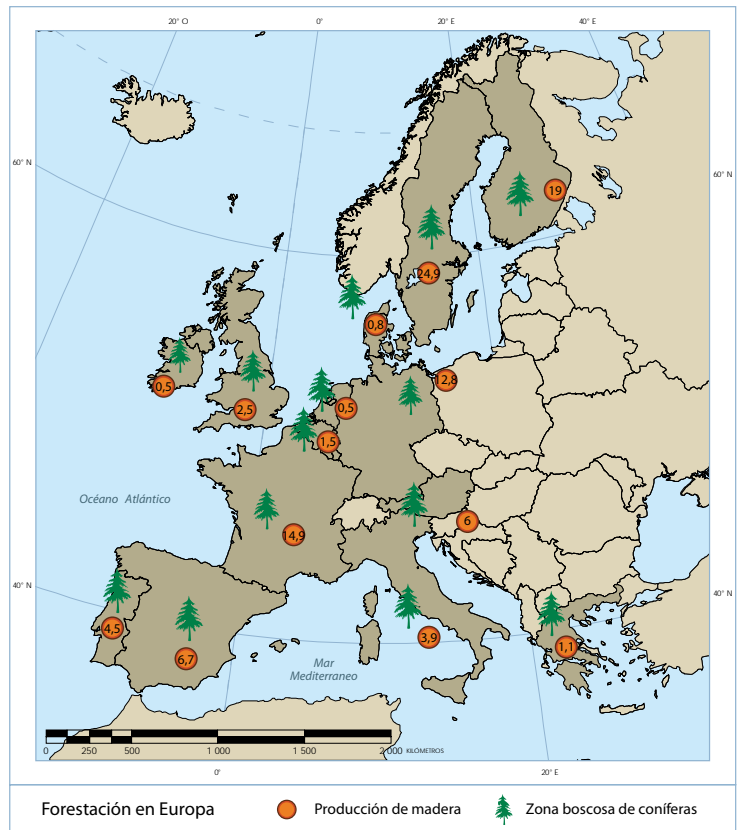 20° O
0°
20° E
40° E
60° N
60° N
19
24,9
0,8
0,5
2,5
0,5
12,8
1,5
Océano Atlántico
6
14,9
40° N
40° N
4,5
6,7
3,9
1,1
Mar
Mediterraneo
0 250 500 1 000 1 500 2 000 KILÓMETROS
0°
20° E
Forestación en Europa
Producción de madera
Zona boscosa de coníferas